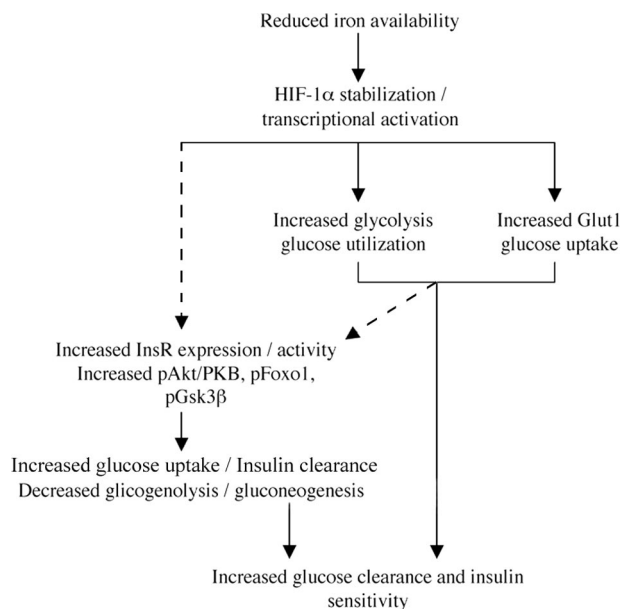 Reduced iron availability
HIF-1α stabilization /
transcriptional activation
Increased glycolysis
glucose utilization
Increased Glut1
glucose uptake
Increased InsR expression / activity
Increased pAkt/PKB, pFoxo1,
pGsk3β
Increased glucose uptake / Insulin clearance
Decreased glicogenolysis / gluconeogenesis
Increased glucose clearance and insulin
sensitivity